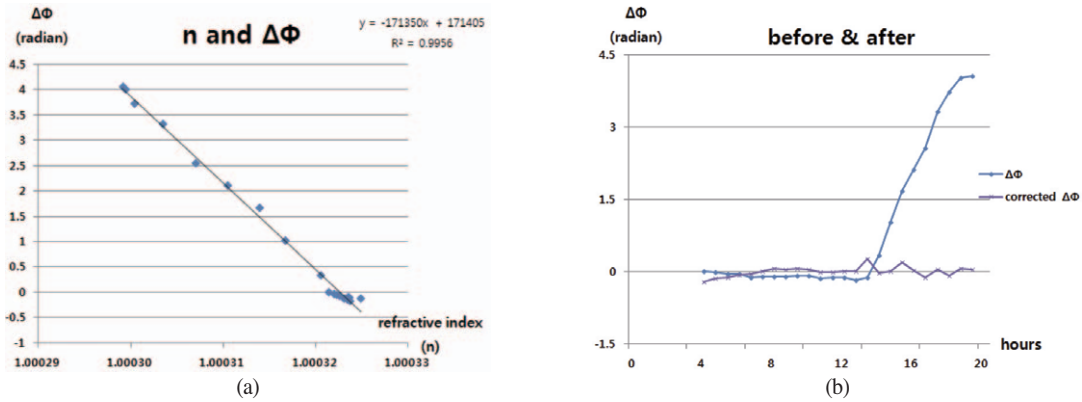 ΔΦ
(radian)
n and ΔΦ
y = -171350x + 171405
R² = 0.9956
4.5
4
3.5
3
2.5
2
1.5
1
0.5
0
-0.5
-1
refractive index
(n)
1.00029
1.00030
1.00031
1.00032
1.00033
(a)
ΔΦ
(radian)
before & after
4.5
3
1.5
0
-1.5
ΔΦ
corrected ΔΦ
hours
0
4
8
12
16
20
(b)